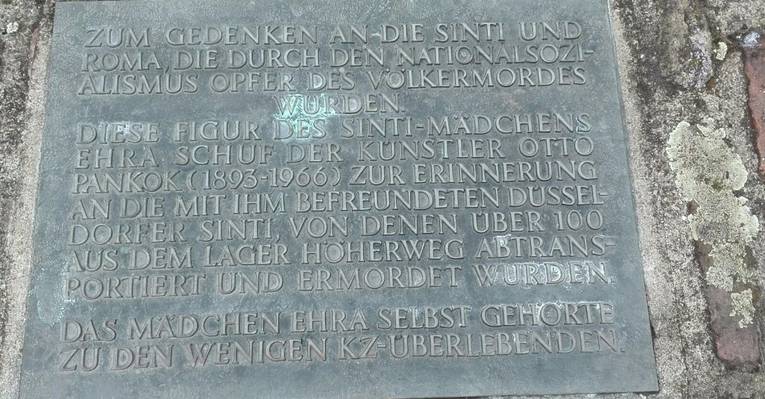 ZUM GEDENKEN AN DIE SINTI UND
ROMA, DIE DURCH DEN NATIONALSOZI-
ALISMUS OPFER DES VÖLKERMORDES
WURDEN.
DIESE FIGUR DES SINTI-MÄDCHENS
EHRA SCHUF DER KÜNSTLER OTTO
PANKOK (1893-1966) ZUR ERINNERUNG
AN DIE MIT IHM BEFREUNDETEN DÜSSEL-
DORFER SINTI, VON DENEN ÜBER 100
AUS DEM LAGER HÖHERWEG ABTRANS-
PORTIERT UND ERMORDET WURDEN.
DAS MÄDCHEN EHRA SELBST GEHÖRTE
ZU DEN WENIGEN KZ-ÜBERLEBENDEN.